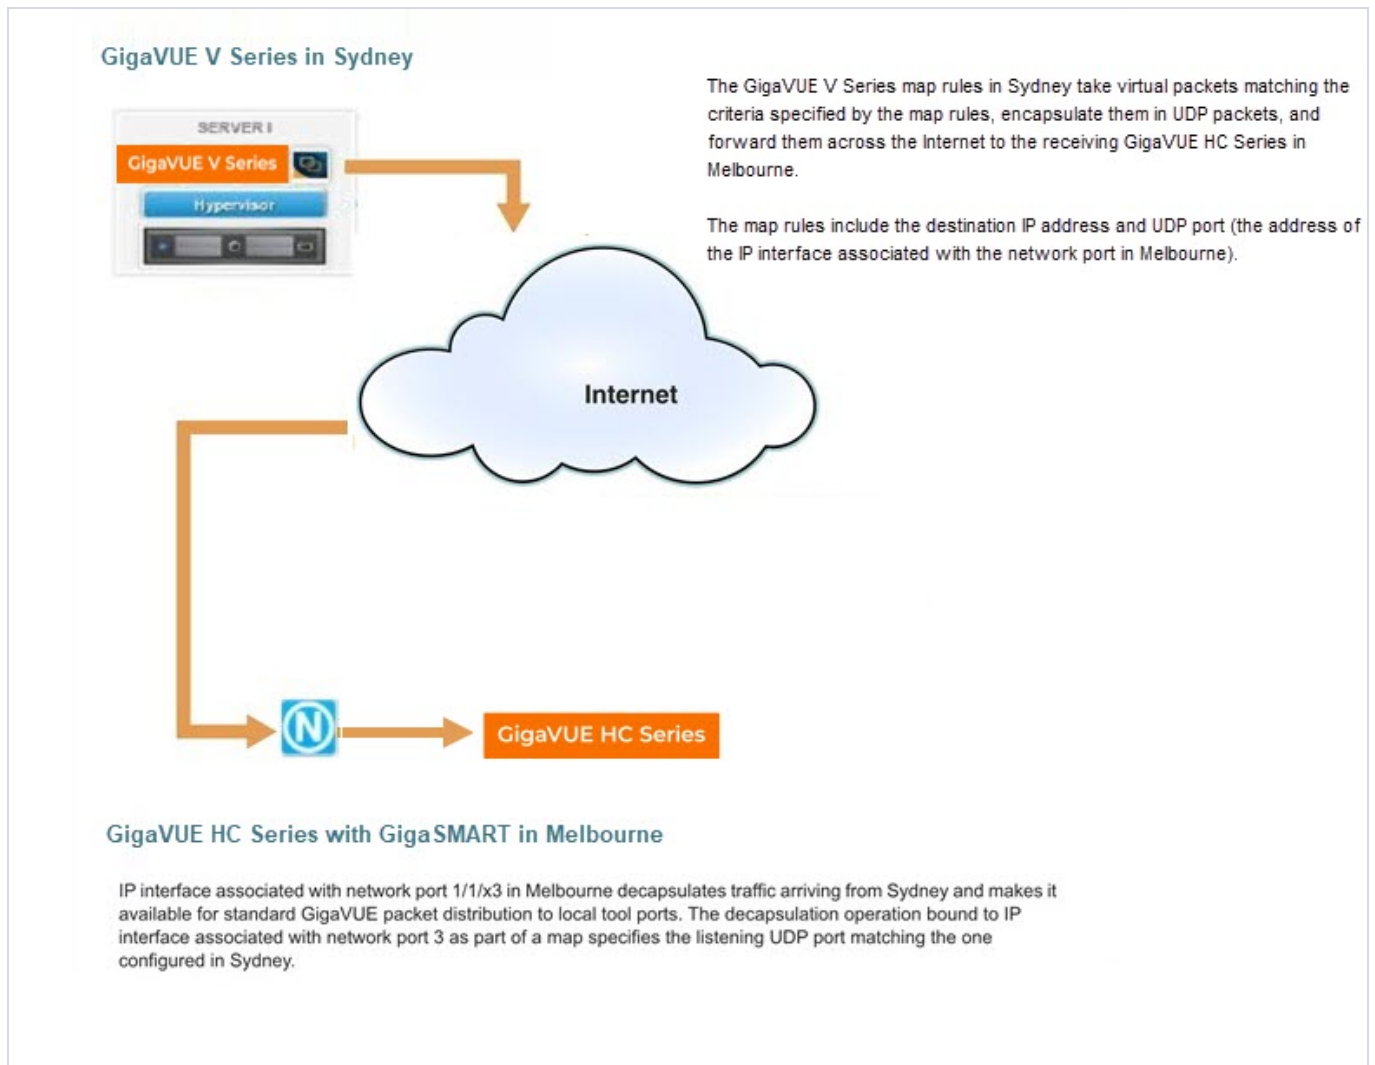 GigaVUE V Series in Sydney
The GigaVUE V Series map rules in Sydney take virtual packets matching the
criteria specified by the map rules, encapsulate them in UDP packets, and
forward them across the Internet to the receiving GigaVUE HC Series in
Melbourne.
The map rules include the destination IP address and UDP port (the address of
the IP interface associated with the network port in Melbourne).
SERVER I
GigaVUE V Series
Hypervisor
Internet
N
GigaVUE HC Series
GigaVUE HC Series with GigaSMART in Melbourne
IP interface associated with network port 1/1/x3 in Melbourne decapsulates traffic arriving from Sydney and makes it
available for standard GigaVUE packet distribution to local tool ports. The decapsulation operation bound to IP
interface associated with network port 3 as part of a map specifies the listening UDP port matching the one
configured in Sydney.